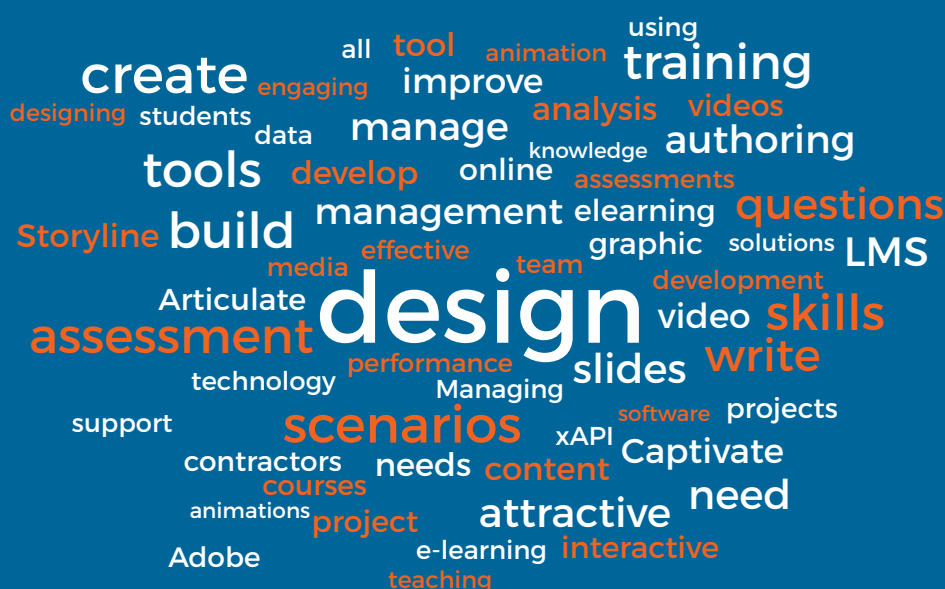 using
all tool animation training
create engaging improve
designing students analysis videos
data manage knowledge authoring
tools develop online assessments
management elearning questions
Storyline build effective graphic solutions LMS
media team development
Articulate design video skills
assessment performance slides write
technology Managing
support scenarios software projects
xAPI Captivate
contractors needs content
courses need
animations project attractive
Adobe e-learning interactive
teaching